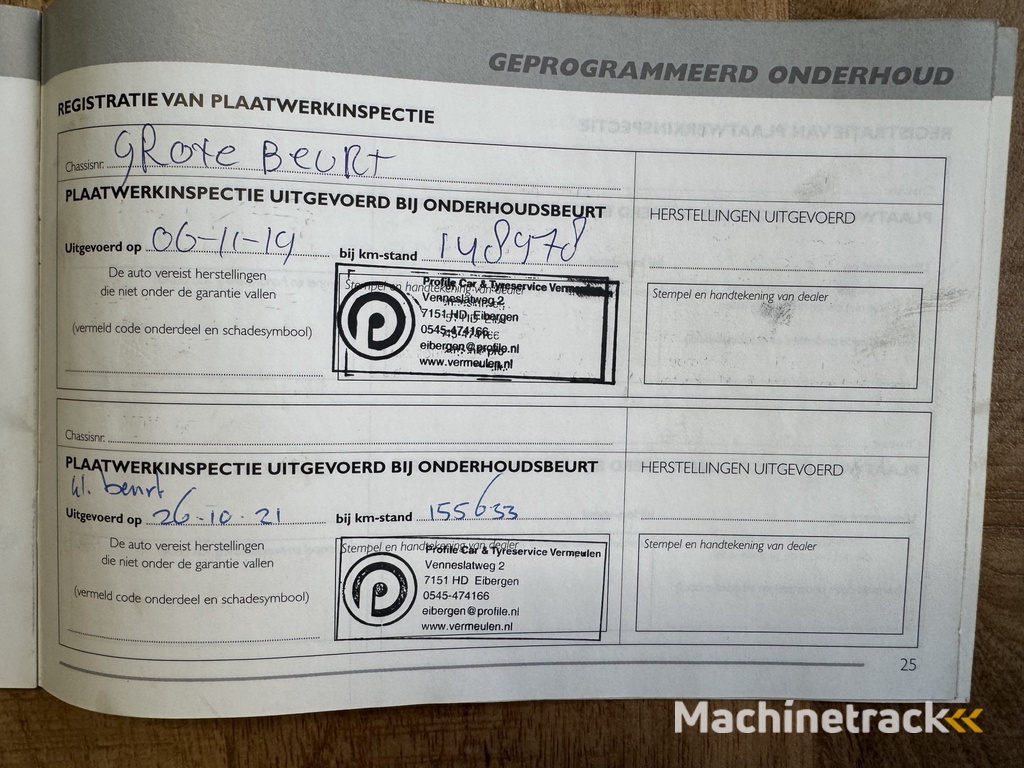 GEPROGRAMMEERD ONDERHOUD
REGISTRATIE VAN PLAATWERKINSPECTIE
Chassisnr. GROTE BEURT
PLAATWERKINSPECTIE UITGEVOERD BIJ ONDERHOUDSBEURT
HERSTELLINGEN UITGEVOERD
Uitgevoerd op 06-11-19 bij km-stand 148978
De auto vereist herstellingen
die niet onder de garantie vallen
(vermeld code onderdeel en schadesymbool)
Stempel en handtekening van dealer
Profile Car & Tyreservice Vermeulen
Venneslatweg 2
7151 HD Eibergen
0545-474166
eibergen@profile.nl
www.vermeulen.nl
Stempel en handtekening van dealer
Chassisnr.
PLAATWERKINSPECTIE UITGEVOERD BIJ ONDERHOUDSBEURT
HERSTELLINGEN UITGEVOERD
kl. beurt
Uitgevoerd op 26-10-21 bij km-stand 155633
De auto vereist herstellingen
die niet onder de garantie vallen
(vermeld code onderdeel en schadesymbool)
Stempel en handtekening van dealer
Profile Car & Tyreservice Vermeulen
Venneslatweg 2
7151 HD Eibergen
0545-474166
eibergen@profile.nl
www.vermeulen.nl
Stempel en handtekening van dealer
25
Machinetrack